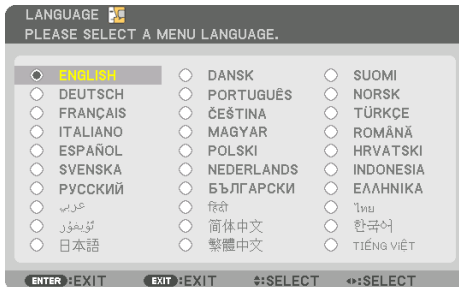 LANGUAGE
PLEASE SELECT A MENU LANGUAGE.
ENGLISH DANSK SUOMI
DEUTSCH PORTUGUÊS NORSK
FRANÇAIS ČEŠTINA TÜRKÇE
ITALIANO MAGYAR ROMÂNĂ
ESPAÑOL POLSKI HRVATSKI
SVENSKA NEDERLANDS INDONESIA
РУССКИЙ БЪЛГАРСКИ ΕΛΛΗΝΙΚΑ
عربي हिंदी ไทย
ئۇيغۇر 简体中文 한국어
日本語 繁體中文 TIẾNG VIỆT
ENTER:EXIT EXIT:EXIT :SELECT :SELECT